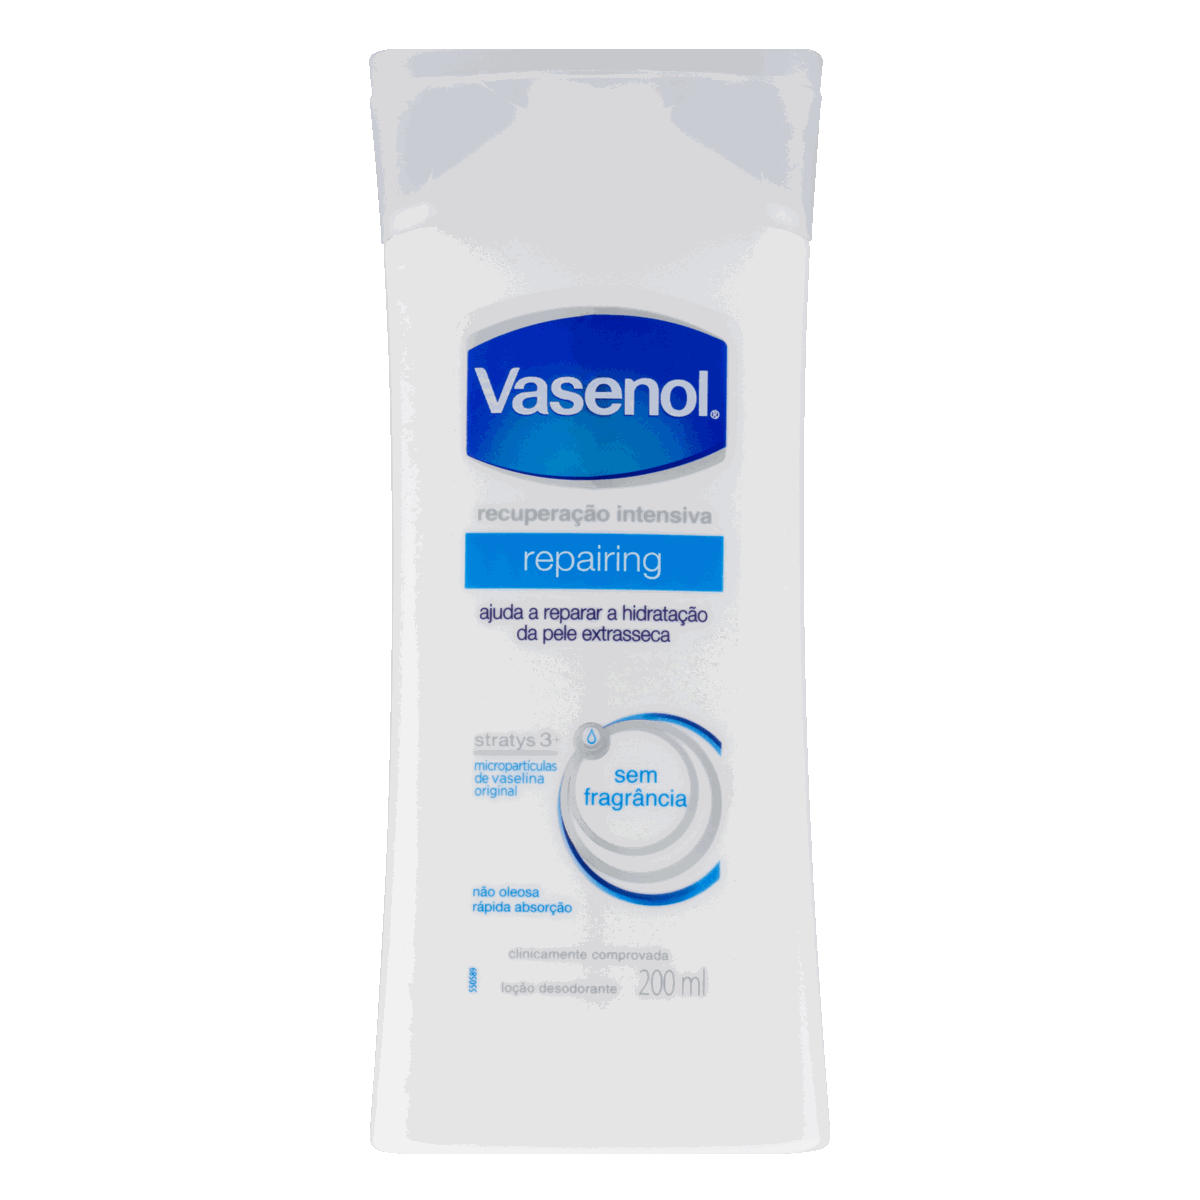 Vasenol®
recuperação intensiva
repairing
ajuda a reparar a hidratação
da pele extrasseca
stratys 3+
micropartículas
de vaselina
original
sem
fragrância
não oleosa
rápida absorção
clinicamente comprovada
550589
loção desodorante 200 ml